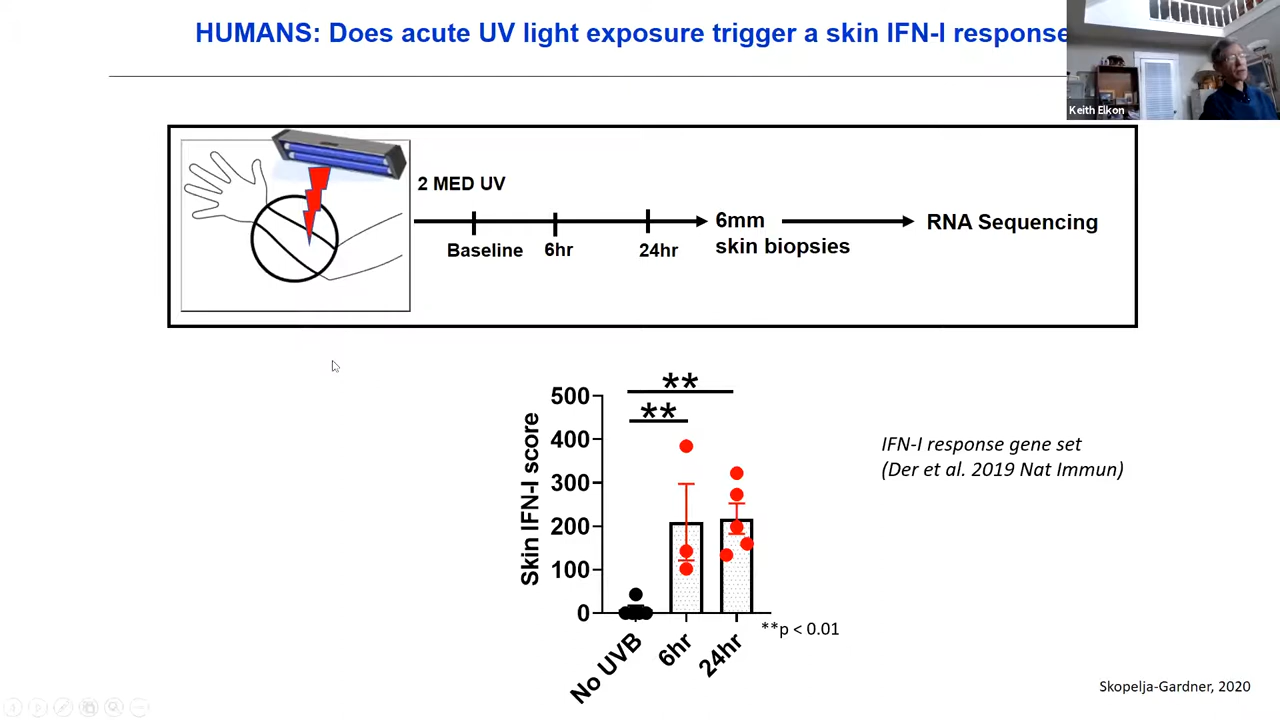 HUMANS: Does acute UV light exposure trigger a skin IFN-I response
Keith Elkon
2 MED UV
Baseline
6hr
24hr
6mm
skin biopsies
RNA Sequencing
**
**
500
400
300
200
100
0
Skin IFN-I score
No UVB
6hr
24hr
**p < 0.01
IFN-I response gene set
(Der et al. 2019 Nat Immun)
Skopelja-Gardner, 2020